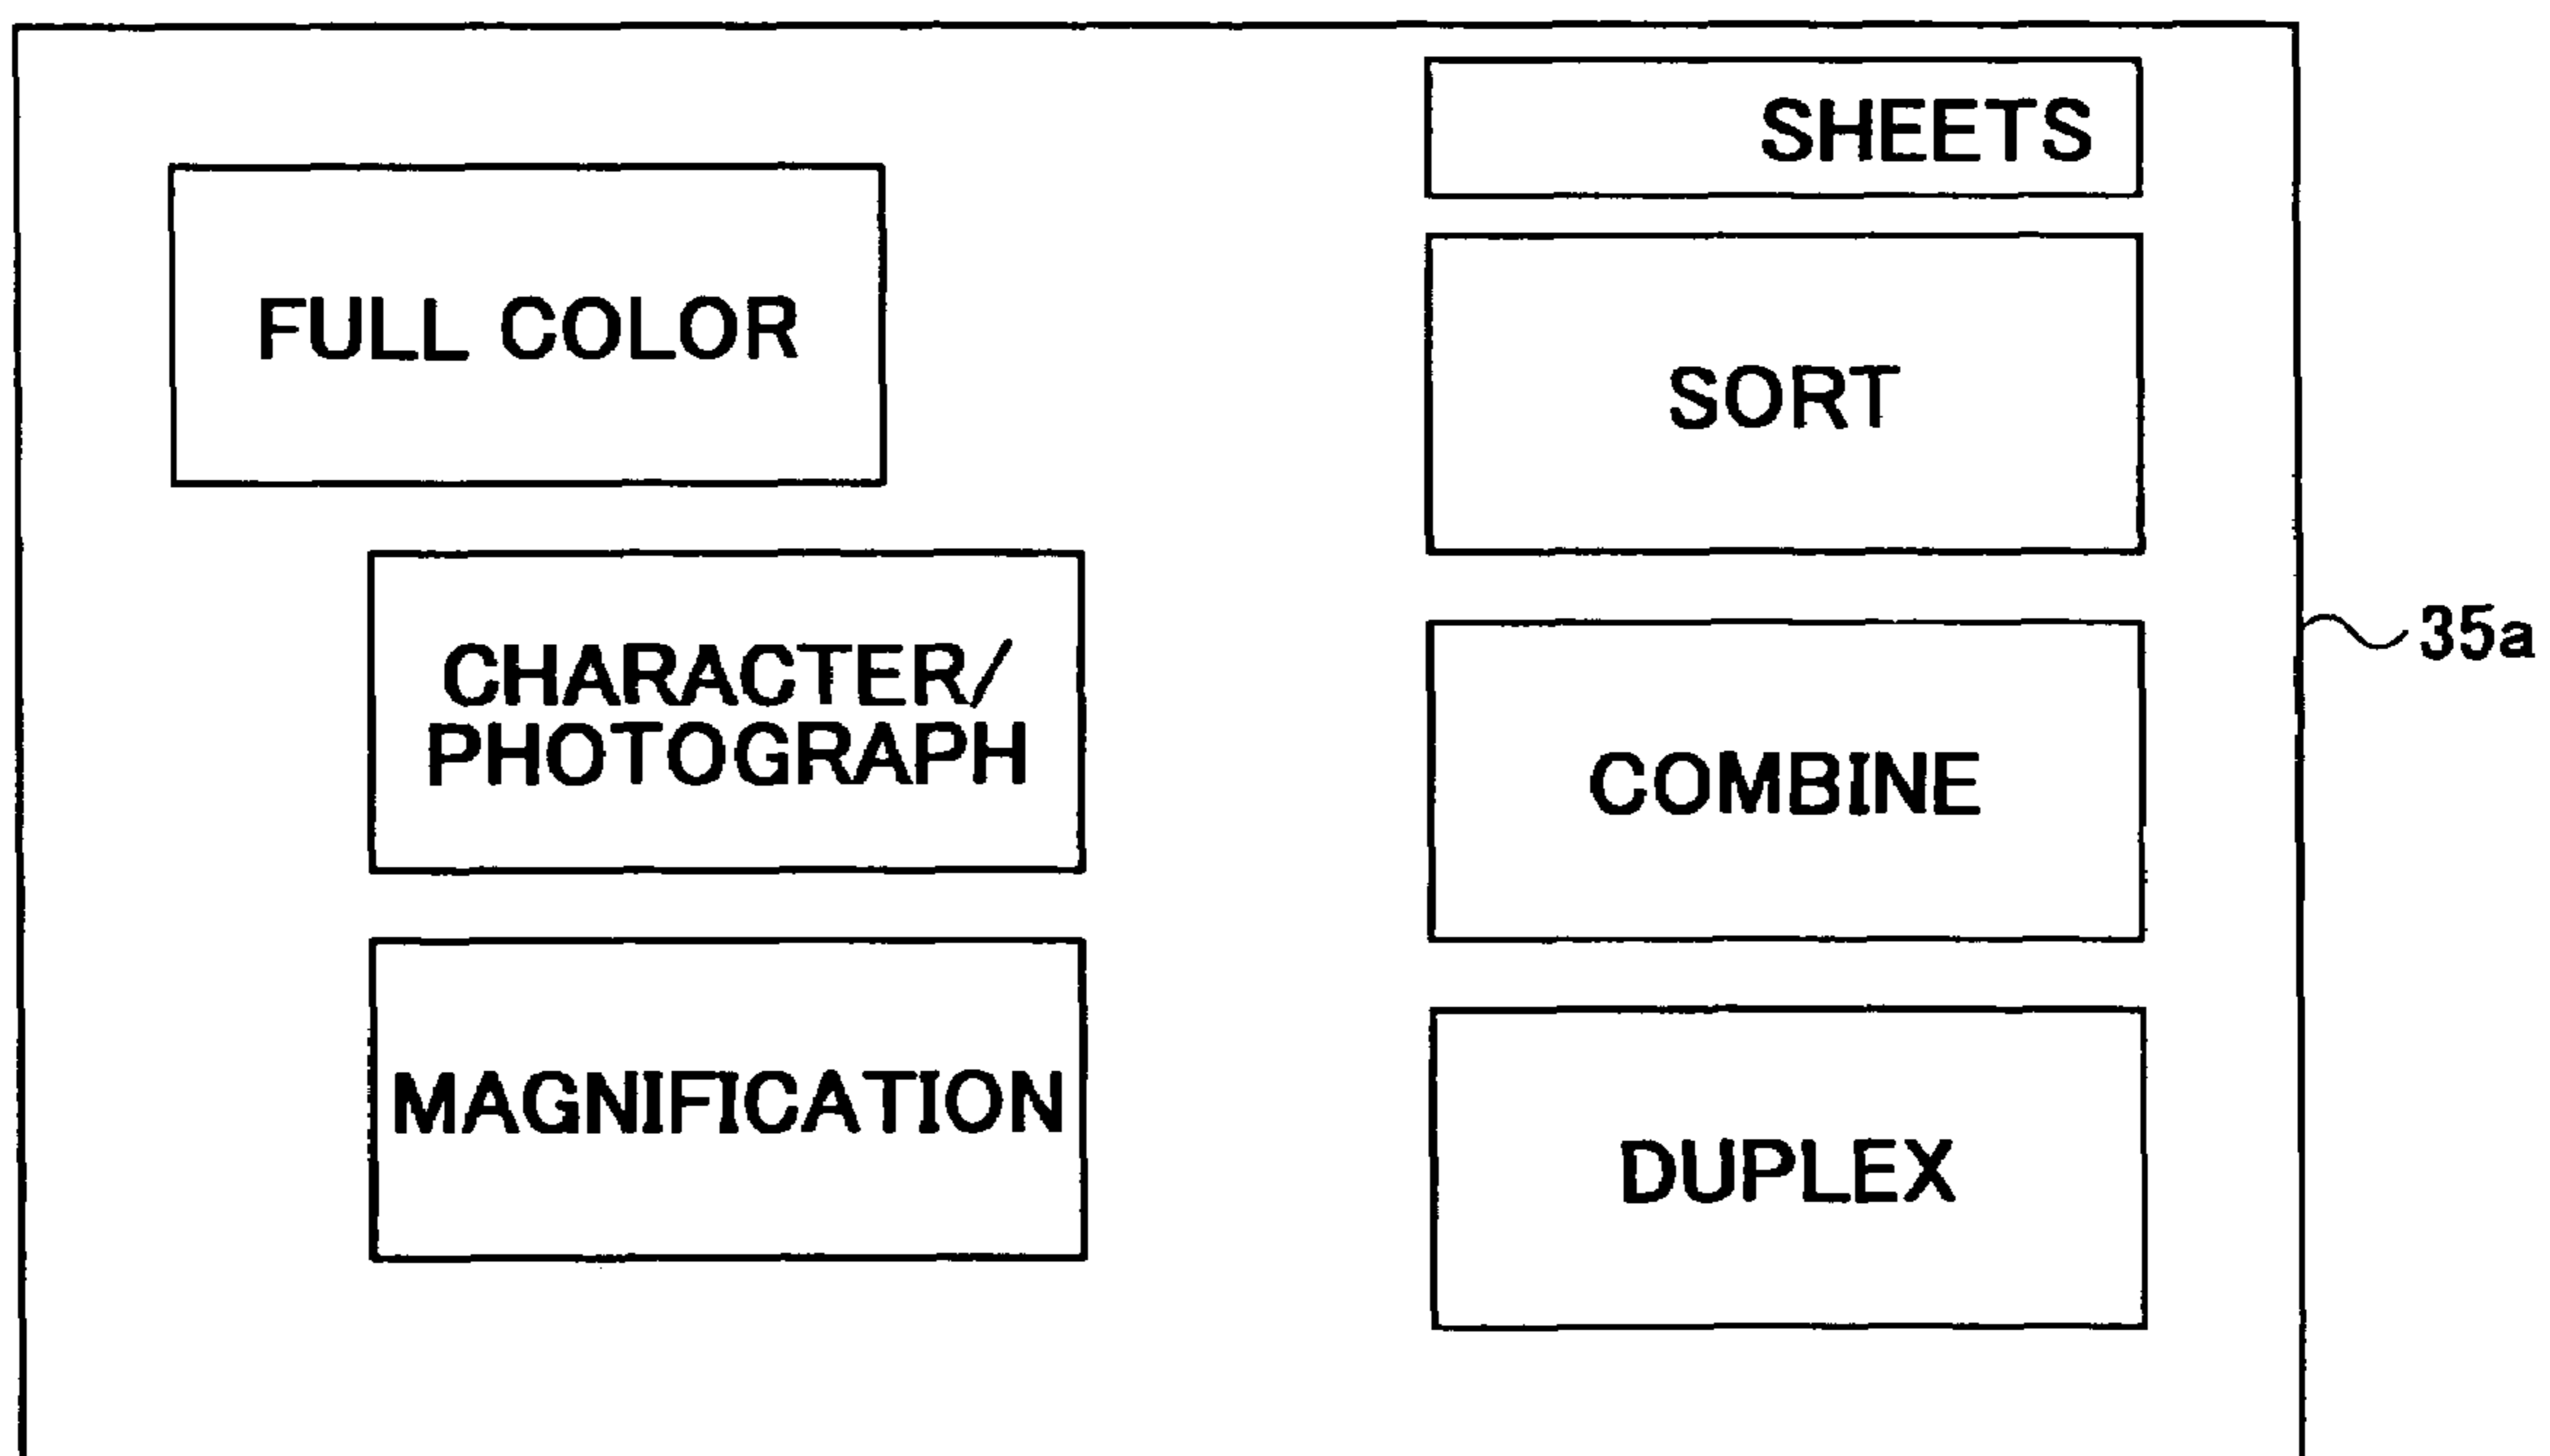 SHEETS
FULL COLOR
SORT
CHARACTER/
PHOTOGRAPH
COMBINE
MAGNIFICATION
DUPLEX
35a